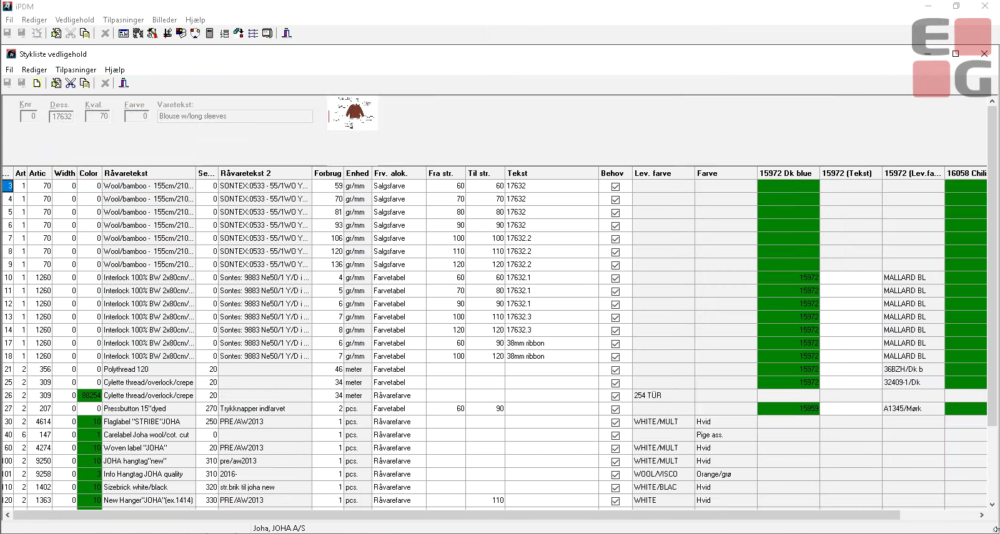 iPDM
Fil Rediger Vedligehold Tilpasninger Billeder Hjælp
EG
Stykliste vedligehold
Fil Rediger Tilpasninger Hjælp
Knr Dess. Kval. Farve Varetekst:
0 17632 70 0 Blouse w/long sleeves
... Art Artic Width Color Råvaretekst Se... Råvaretekst 2 Forbrug Enhed Frv. alok. Fra str. Til str. Tekst Behov Lev. farve Farve 15972 Dk blue 15972 (Tekst) 15972 (Lev.fa... 16058 Chili
3 1 70 0 0 Wool/bamboo - 155cm/210... 0 SONTEX:0533 - 55/1WO Y... 59 gr/mm Salgsfarve 60 60 17632
4 1 70 0 0 Wool/bamboo - 155cm/210... 0 SONTEX:0533 - 55/1WO Y... 70 gr/mm Salgsfarve 70 70 17632
5 1 70 0 0 Wool/bamboo - 155cm/210... 0 SONTEX:0533 - 55/1WO Y... 81 gr/mm Salgsfarve 80 80 17632
6 1 70 0 0 Wool/bamboo - 155cm/210... 0 SONTEX:0533 - 55/1WO Y... 93 gr/mm Salgsfarve 90 90 17632
7 1 70 0 0 Wool/bamboo - 155cm/210... 0 SONTEX:0533 - 55/1WO Y... 106 gr/mm Salgsfarve 100 100 17632.2
8 1 70 0 0 Wool/bamboo - 155cm/210... 0 SONTEX:0533 - 55/1WO Y... 120 gr/mm Salgsfarve 110 110 17632.2
9 1 70 0 0 Wool/bamboo - 155cm/210... 0 SONTEX:0533 - 55/1WO Y... 136 gr/mm Salgsfarve 120 120 17632.2
10 1 1260 0 0 Interlock 100% BW 2x80cm/... 0 Sontes: 9883 Ne50/1 Y/D i ... 4 gr/mm Farvetabel 60 60 17632.1 15972 MALLARD BL
11 1 1260 0 0 Interlock 100% BW 2x80cm/... 0 Sontes: 9883 Ne50/1 Y/D i ... 5 gr/mm Farvetabel 70 80 17632.1 15972 MALLARD BL
12 1 1260 0 0 Interlock 100% BW 2x80cm/... 0 Sontes: 9883 Ne50/1 Y/D i ... 6 gr/mm Farvetabel 90 90 17632.1 15972 MALLARD BL
13 1 1260 0 0 Interlock 100% BW 2x80cm/... 0 Sontes: 9883 Ne50/1 Y/D i ... 7 gr/mm Farvetabel 100 110 17632.3 15972 MALLARD BL
14 1 1260 0 0 Interlock 100% BW 2x80cm/... 0 Sontes: 9883 Ne50/1 Y/D i ... 8 gr/mm Farvetabel 120 120 17632.3 15972 MALLARD BL
17 1 1260 0 0 Interlock 100% BW 2x80cm/... 0 Sontes: 9883 Ne50/1 Y/D i ... 6 gr/mm Farvetabel 60 90 38mm ribbon 15972 MALLARD BL
18 1 1260 0 0 Interlock 100% BW 2x80cm/... 0 Sontes: 9883 Ne50/1 Y/D i ... 7 gr/mm Farvetabel 100 120 38mm ribbon 15972 MALLARD BL
21 2 356 0 0 Polythread 120 20 46 meter Farvetabel 15972 36BZH/Dk b
25 2 309 0 0 Cylette thread/overlock/crepe 20 34 meter Farvetabel 15972 32409-1/Dk
26 2 309 0 88254 Cylette thread/overlock/crepe 20 34 meter Råvarefarve 254 TÜR
27 2 207 0 0 Pressbutton 15"dyed 270 Trykknapper indfarvet 2 pcs. Farvetabel 60 90 15859 A1345/Mørk
30 2 4614 0 10 Flaglabel "STRIBE"JOHA 250 PRE/AW2013 1 pcs. Råvarefarve WHITE/MULT Hvid
40 6 147 0 1 Carelabel Joha wool/cot. cut 0 1 pcs. Råvarefarve Pige ass.
60 2 4274 0 10 Woven label "JOHA" 20 PRE/AW2013 1 pcs. Råvarefarve WHITE/MULT Hvid
100 2 9250 0 10 JOHA hangtag"new" 310 pre/aw2013 1 pcs. Råvarefarve WHITE/MULT Hvid
101 2 9258 0 3 Info Hangtag JOHA quality 310 2016- 1 pcs. Råvarefarve WOOL/VISCO Orange/grø
110 2 1402 0 10 Sizebrick white/black 320 str.brik til joha new 1 pcs. Råvarefarve WHITE/BLAC Hvid
120 2 1363 0 10 New Hanger"JOHA"(ex.1414) 330 PRE/AW2013 1 pcs. Råvarefarve 110 WHITE Hvid
Joha, JOHA A/S